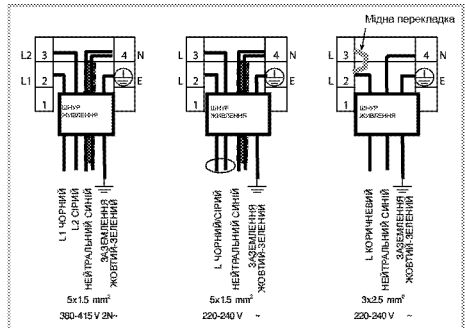 Мідна перекладка
L2 3 4 N
L1 2 E
1
ШНУР
ЖИВЛЕННЯ
L1 ЧОРНИЙ
L2 СІРИЙ
НЕЙТРАЛЬНИЙ СИНІЙ
ЗАЗЕМЛЕННЯ
ЖОВТИЙ-ЗЕЛЕНИЙ
5x1.5 mm²
380-415 V 2N~
L 3 4 N
L 2 E
1
ШНУР
ЖИВЛЕННЯ
L ЧОРНИЙ/СІРИЙ
НЕЙТРАЛЬНИЙ СИНІЙ
ЗАЗЕМЛЕННЯ
ЖОВТИЙ-ЗЕЛЕНИЙ
5x1.5 mm²
220-240 V ~
L 3 4 N
L 2 E
1
ШНУР
ЖИВЛЕННЯ
L КОРИЧНЕВИЙ
НЕЙТРАЛЬНИЙ СИНІЙ
ЗАЗЕМЛЕННЯ
ЖОВТИЙ-ЗЕЛЕНИЙ
3x2.5 mm²
220-240 V ~